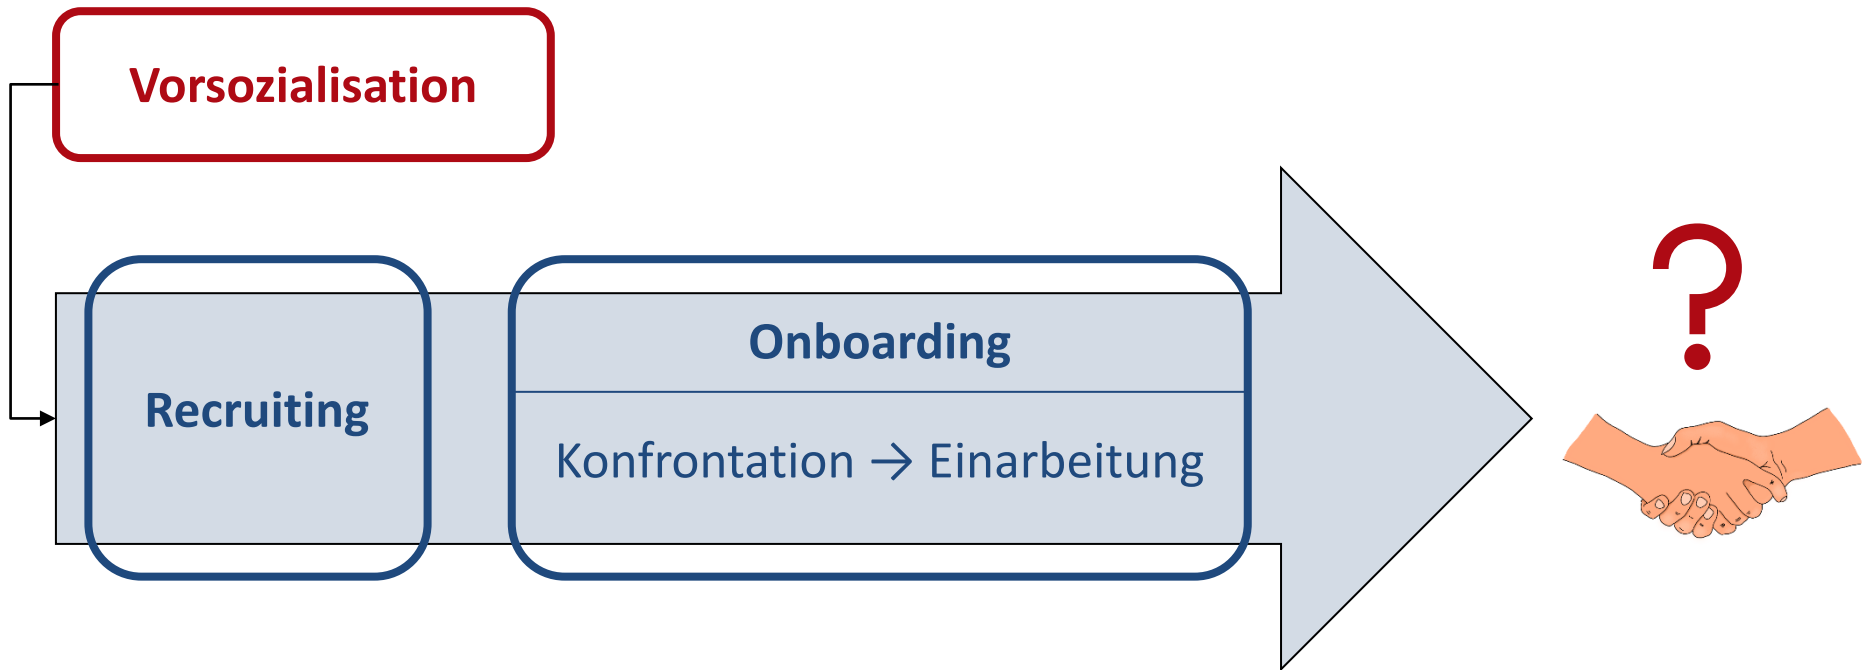 Vorsozialisation
Recruiting
Onboarding
Konfrontation → Einarbeitung
?